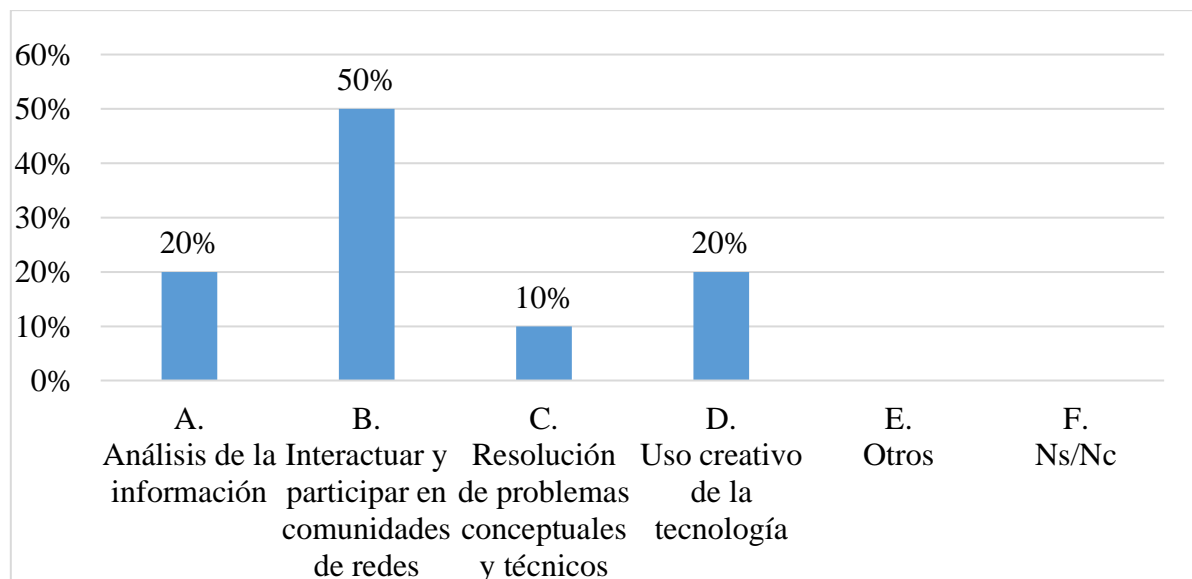 60%
50%
40%
30%
20%
10%
0%
20%
50%
10%
20%
A.
Análisis de la
información
B.
Interactuar y
participar en
comunidades
de redes
C.
Resolución
de problemas
conceptuales
y técnicos
D.
Uso creativo
de la
tecnología
E.
Otros
F.
Ns/Nc